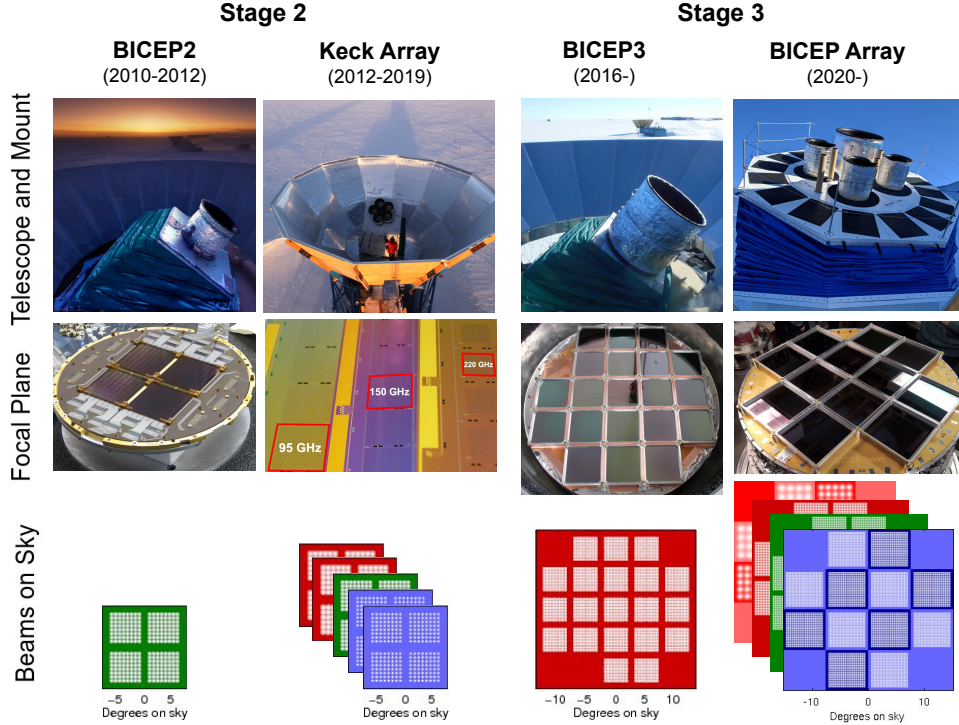 Stage 2
Stage 3
BICEP2
(2010-2012)
Keck Array
(2012-2019)
BICEP3
(2016-)
BICEP Array
(2020-)
Telescope and Mount
Focal Plane
95 GHz
150 GHz
220 GHz
Beams on Sky
−5 0 5
Degrees on sky
−5 0 5
Degrees on sky
−10 −5 0 5 10
Degrees on sky
−10 0 10
Degrees on sky